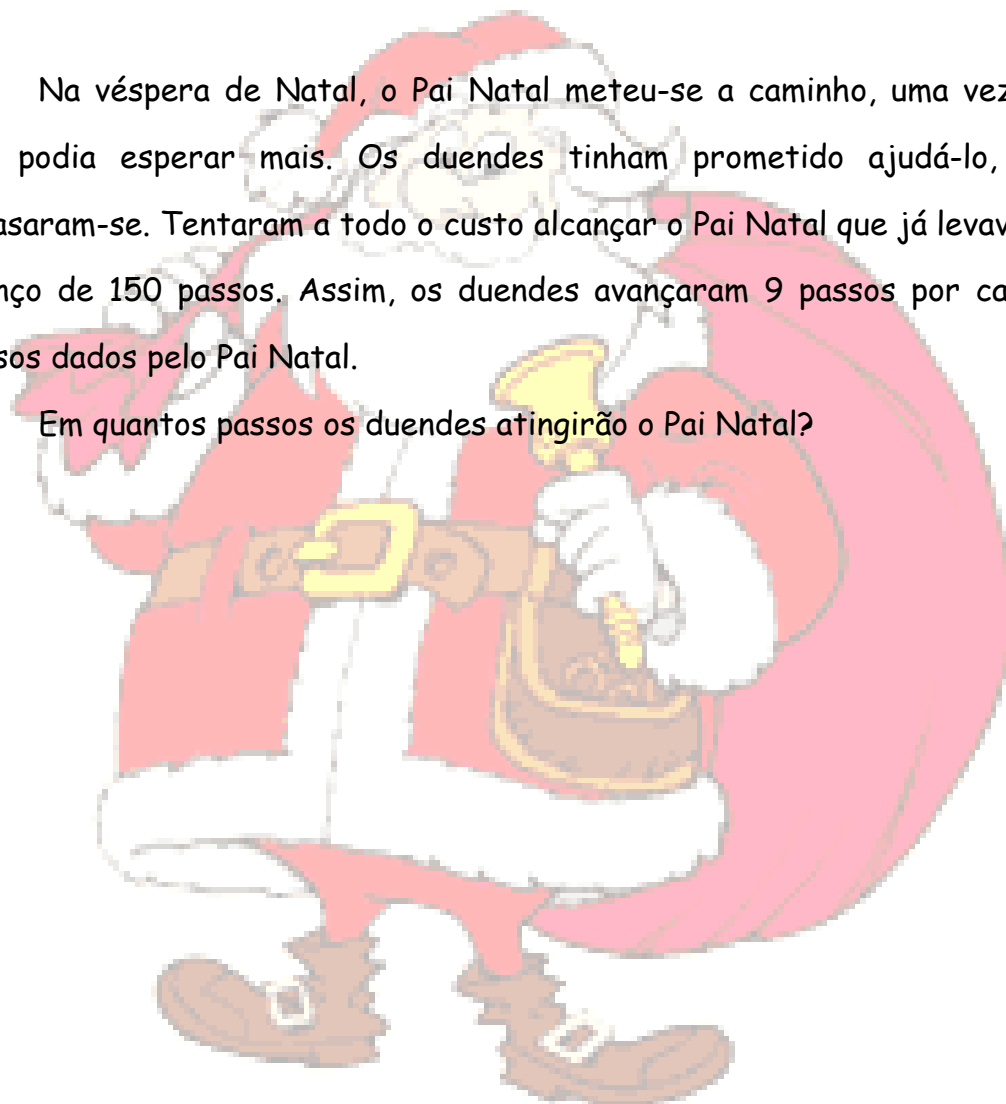 Na véspera de Natal, o Pai Natal meteu-se a caminho, uma vez
podia esperar mais. Os duendes tinham prometido ajudá-lo,
asaram-se. Tentaram a todo o custo alcançar o Pai Natal que já levav
nço de 150 passos. Assim, os duendes avançaram 9 passos por ca
sos dados pelo Pai Natal.
Em quantos passos os duendes atingirão o Pai Natal?